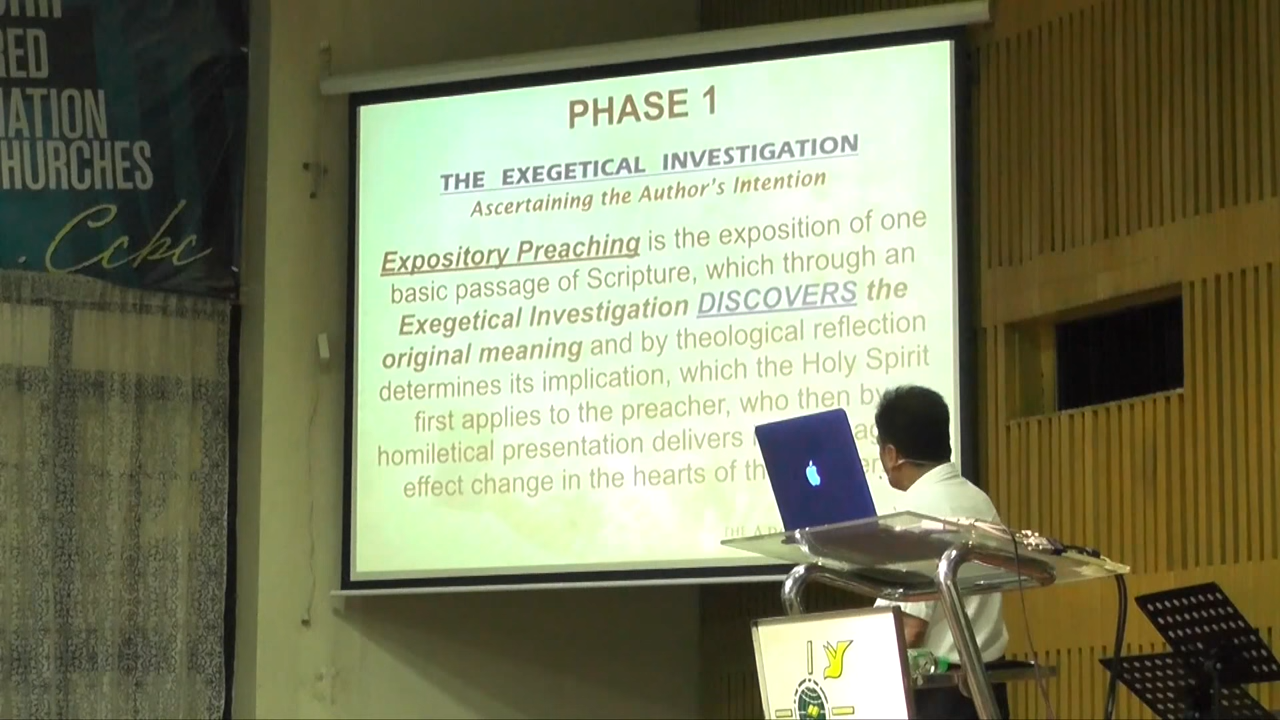 RED
HURCHES
Ccbc
PHASE 1
THE EXEGETICAL INVESTIGATION
Ascertaining the Author's Intention
Expository Preaching is the exposition of one
basic passage of Scripture, which through an
Exegetical Investigation DISCOVERS the
original meaning and by theological reflection
determines its implication, which the Holy Spirit
first applies to the preacher, who then by
homiletical presentation delivers
effect change in the hearts of th